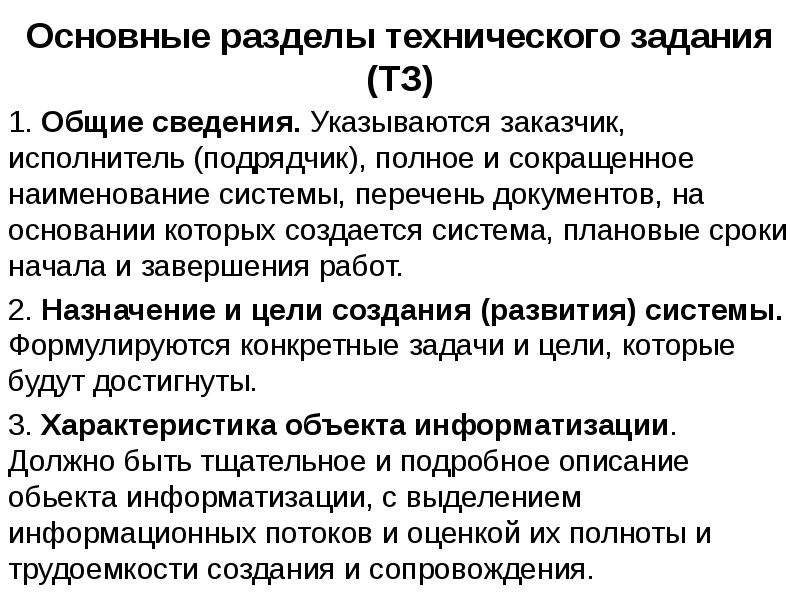 Основные разделы технического задания
(ТЗ)
1. Общие сведения. Указываются заказчик,
исполнитель (подрядчик), полное и сокращенное
наименование системы, перечень документов, на
основании которых создается система, плановые сроки
начала и завершения работ.
2. Назначение и цели создания (развития) системы.
Формулируются конкретные задачи и цели, которые
будут достигнуты.
3. Характеристика объекта информатизации.
Должно быть тщательное и подробное описание
обьекта информатизации, с выделением
информационных потоков и оценкой их полноты и
трудоемкости создания и сопровождения.